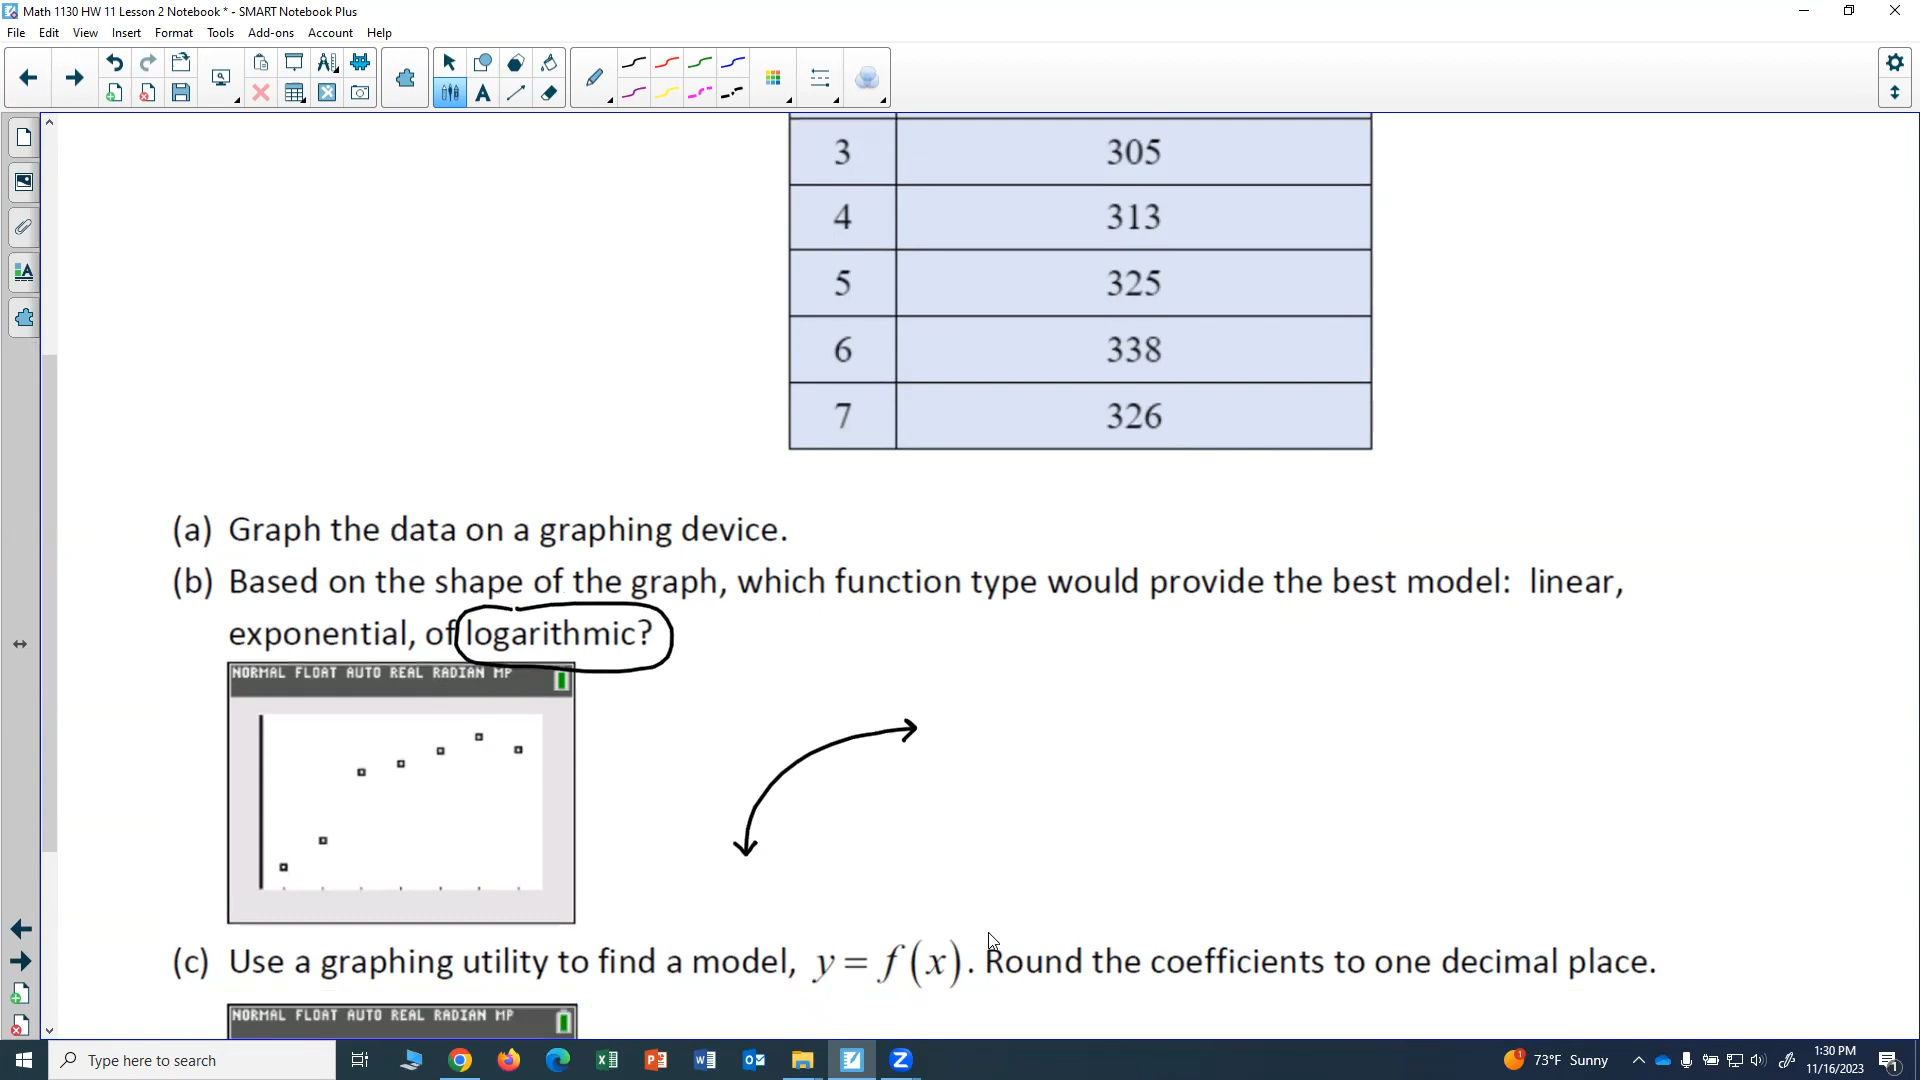 Math 1130 HW 11 Lesson 2 Notebook * - SMART Notebook Plus
File Edit View Insert Format Tools Add-ons Account Help
3 305
4 313
5 325
6 338
7 326
(a) Graph the data on a graphing device.
(b) Based on the shape of the graph, which function type would provide the best model: linear,
exponential, of logarithmic?
NORMAL FLOAT AUTO REAL RADIAN MP
(c) Use a graphing utility to find a model, y = f(x). Round the coefficients to one decimal place.
NORMAL FLOAT AUTO REAL RADIAN MP
Type here to search
73°F Sunny
1:30 PM
11/16/2023